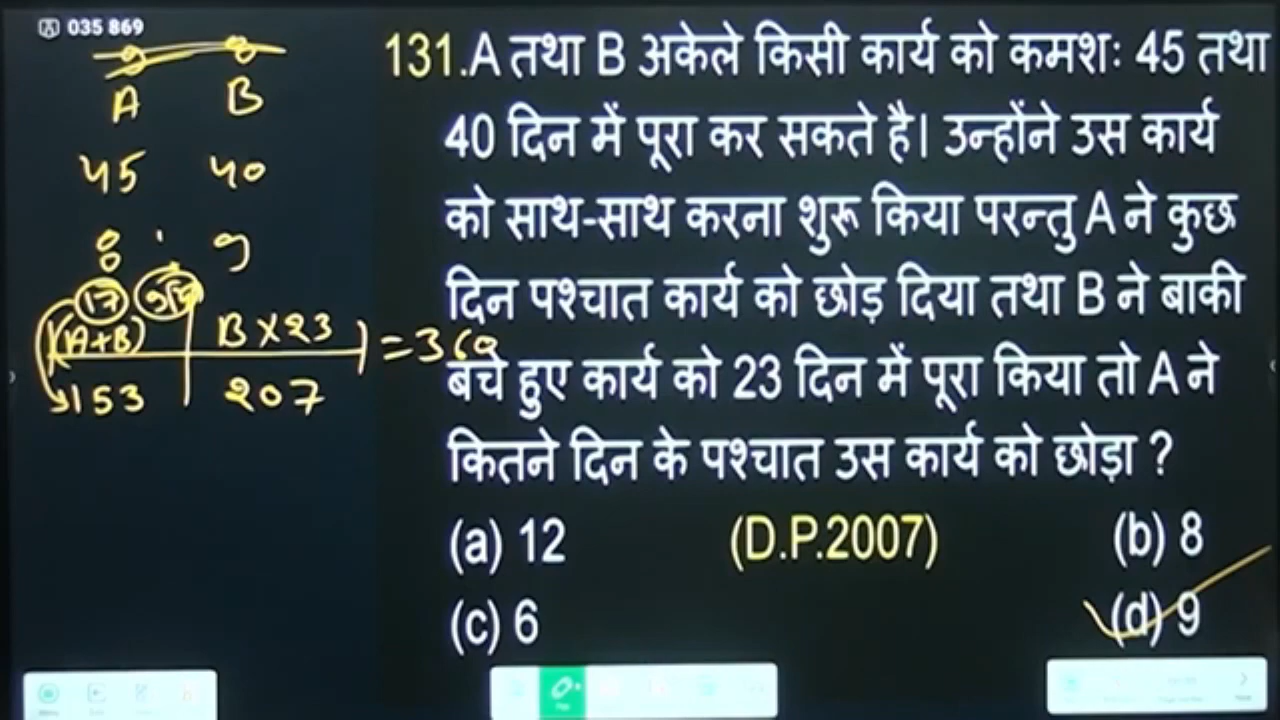 035 869
A B
45 40
8 9
17
(A+B) B×23 = 360
153 207
131.A तथा B अकेले किसी कार्य को कमशः 45 तथा
40 दिन में पूरा कर सकते है। उन्होंने उस कार्य
को साथ-साथ करना शुरू किया परन्तु A ने कुछ
दिन पश्चात कार्य को छोड़ दिया तथा B ने बाकी
बचे हुए कार्य को 23 दिन में पूरा किया तो A ने
कितने दिन के पश्चात उस कार्य को छोड़ा ?
(a) 12 (D.P.2007) (b) 8
(c) 6 (d) 9